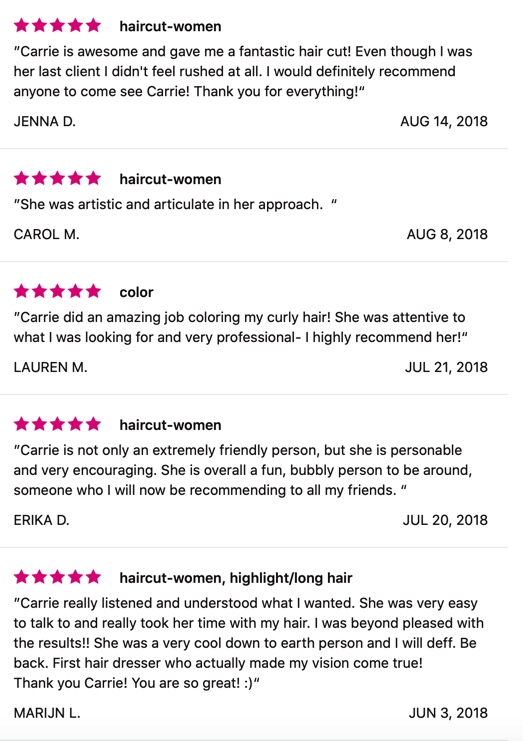 haircut-women
”Carrie is awesome and gave me a fantastic hair cut! Even though I was
her last client I didn't feel rushed at all. I would definitely recommend
anyone to come see Carrie! Thank you for everything!“
JENNA D. AUG 14, 2018
haircut-women
”She was artistic and articulate in her approach.  “
CAROL M. AUG 8, 2018
color
”Carrie did an amazing job coloring my curly hair! She was attentive to
what I was looking for and very professional- I highly recommend her!“
LAUREN M. JUL 21, 2018
haircut-women
”Carrie is not only an extremely friendly person, but she is personable
and very encouraging. She is overall a fun, bubbly person to be around,
someone who I will now be recommending to all my friends. “
ERIKA D. JUL 20, 2018
haircut-women, highlight/long hair
”Carrie really listened and understood what I wanted. She was very easy
to talk to and really took her time with my hair. I was beyond pleased with
the results!! She was a very cool down to earth person and I will deff. Be
back. First hair dresser who actually made my vision come true!
Thank you Carrie! You are so great! :)“
MARIJN L. JUN 3, 2018